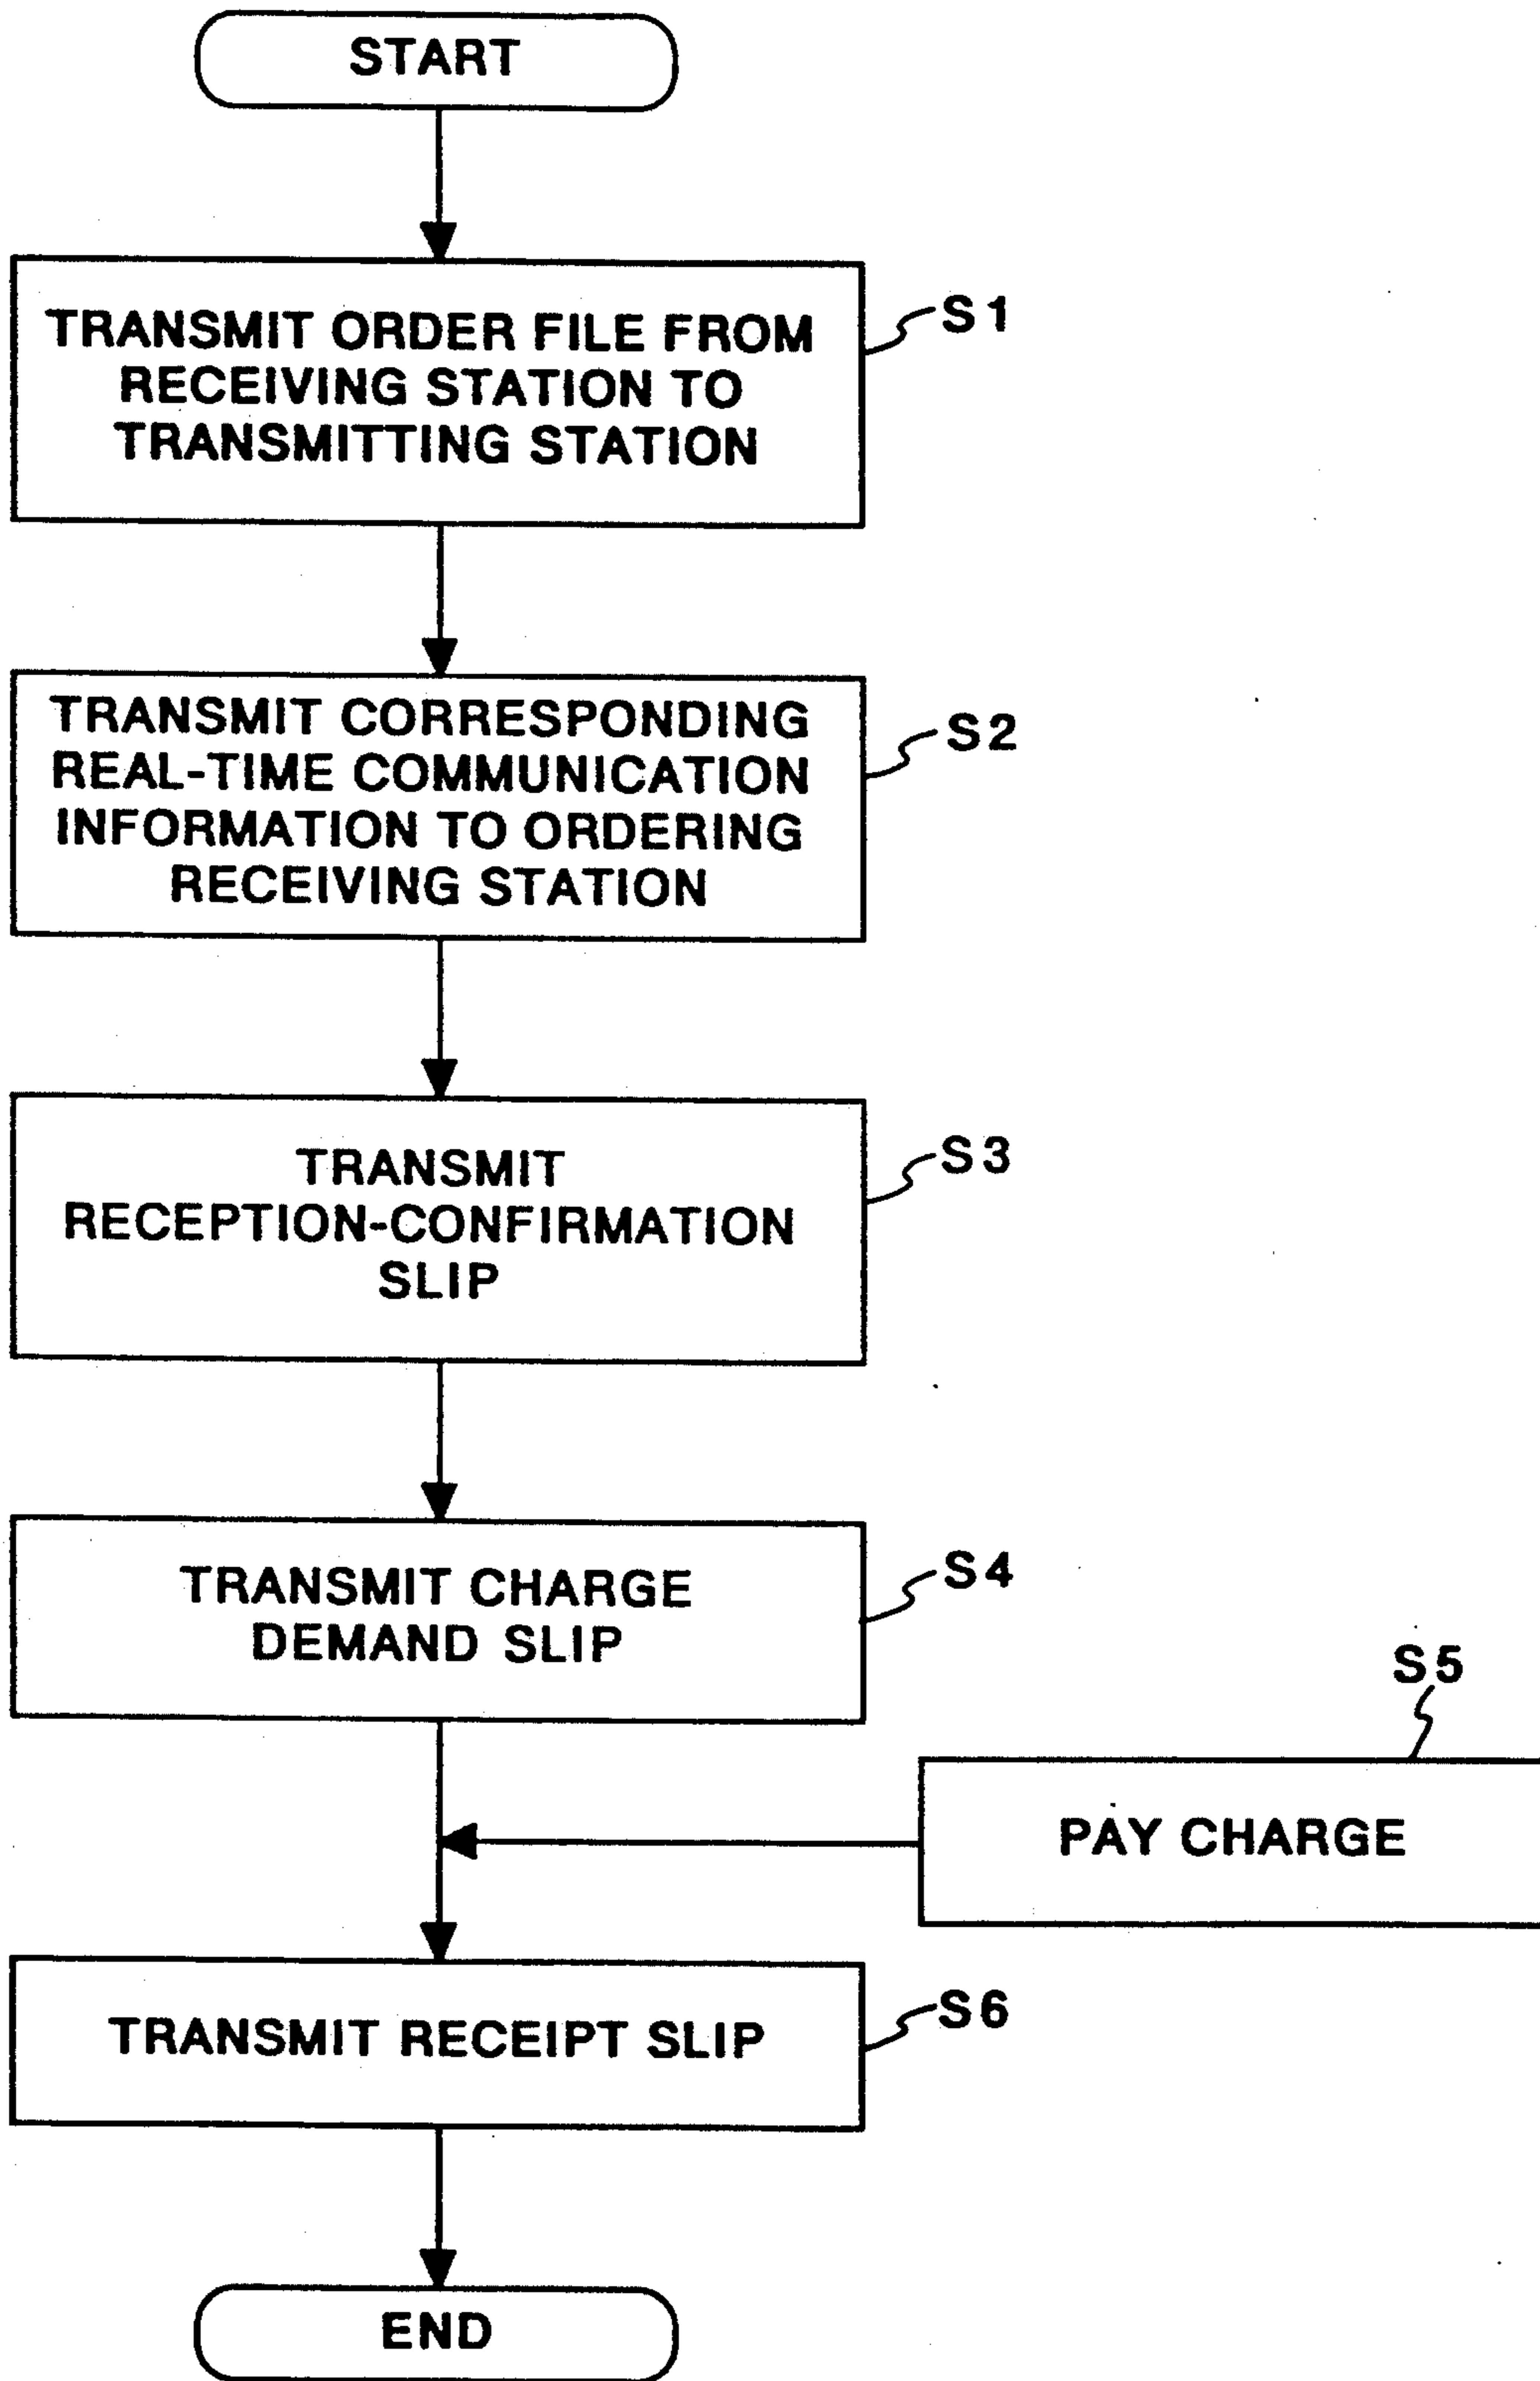 START
TRANSMIT ORDER FILE FROM
RECEIVING STATION TO
TRANSMITTING STATION
S1
TRANSMIT CORRESPONDING
REAL-TIME COMMUNICATION
INFORMATION TO ORDERING
RECEIVING STATION
S2
TRANSMIT
RECEPTION-CONFIRMATION
SLIP
S3
TRANSMIT CHARGE
DEMAND SLIP
S4
S5
PAY CHARGE
TRANSMIT RECEIPT SLIP
S6
END